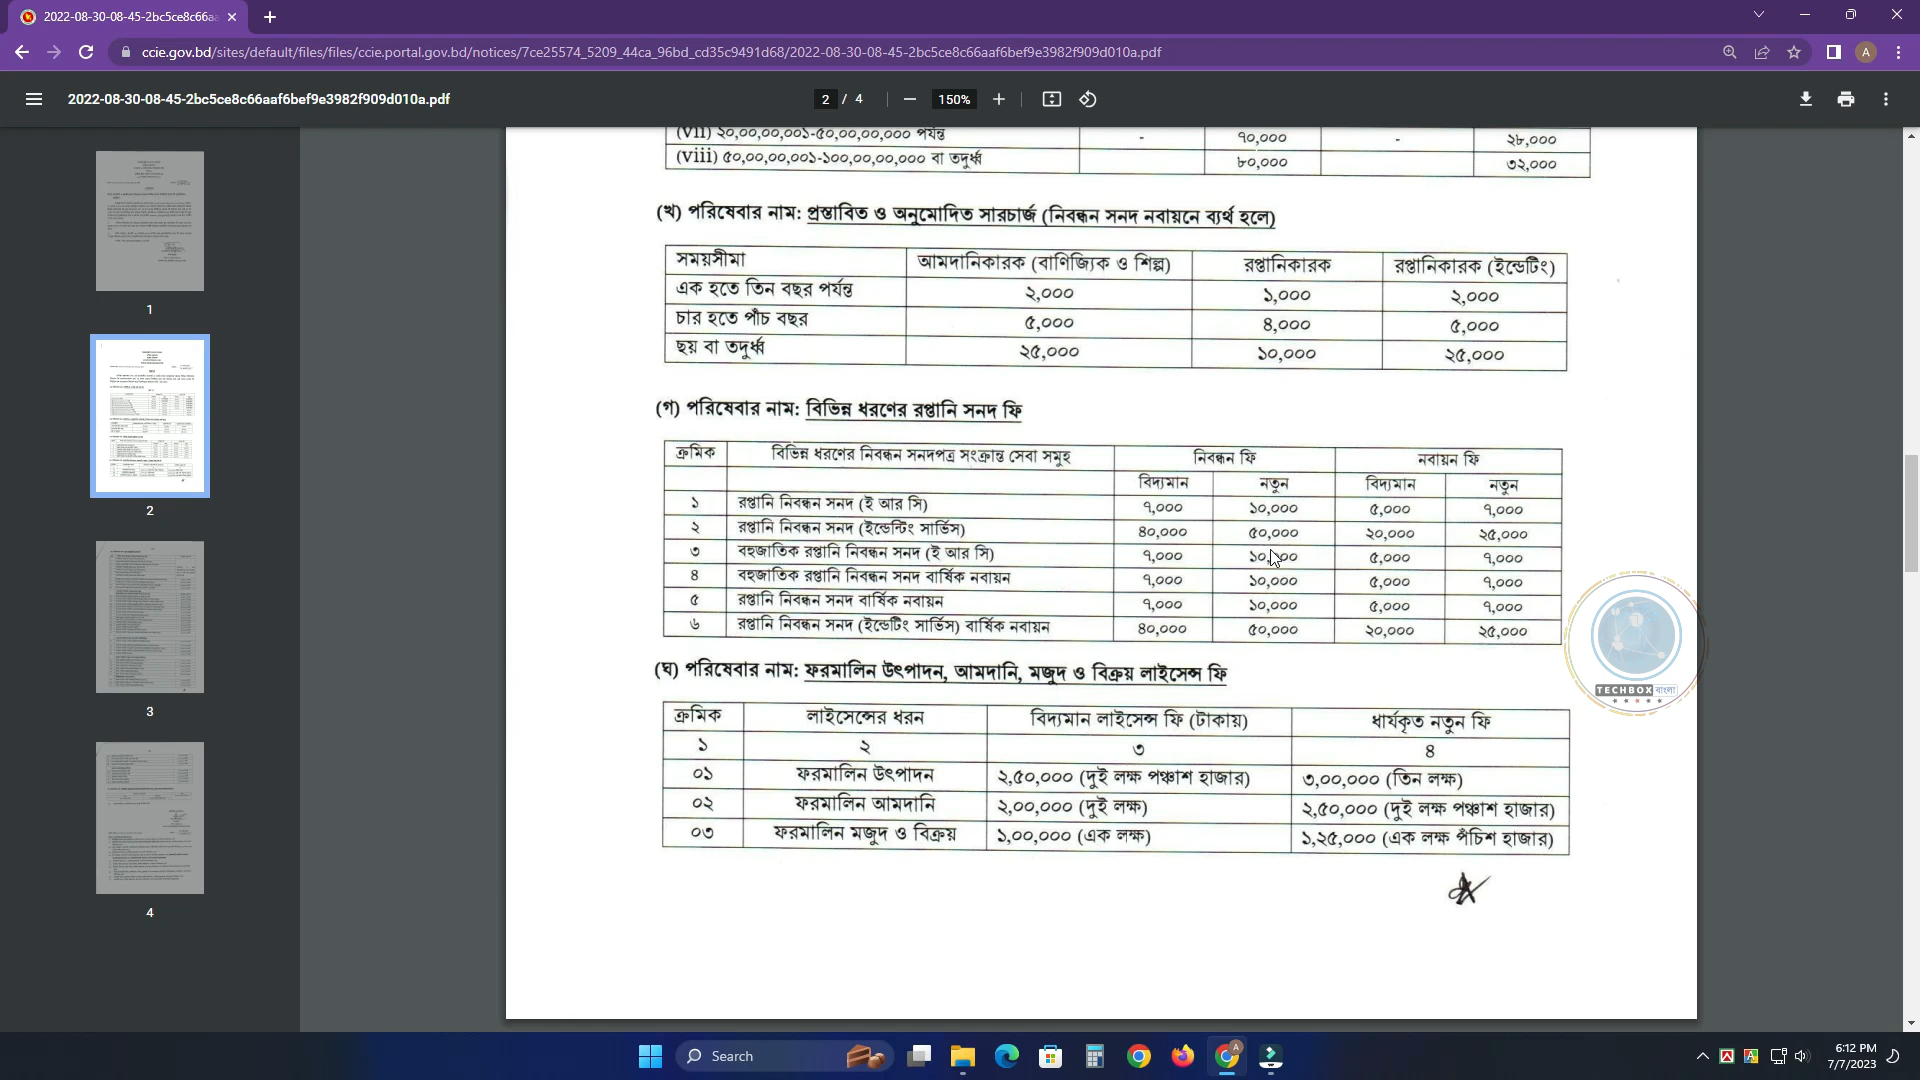 2022-08-30-08-45-2bc5ce8c66aa
ccie.gov.bd/sites/default/files/files/ccie.portal.gov.bd/notices/7ce25574_5209_44ca_96bd_cd35c9491d68/2022-08-30-08-45-2bc5ce8c66aaf6bef9e3982f909d010a.pdf
A
2022-08-30-08-45-2bc5ce8c66aaf6bef9e3982f909d010a.pdf
2 / 4
150%
1
2
3
4
(vii) ২০,০০,০০,০০১-৫০,০০,০০,০০০ পর্যন্ত - ৭০,০০০ - ২৮,০০০
(viii) ৫০,০০,০০,০০১-১০০,০০,০০,০০০ বা তদুর্ধ্ব ৮০,০০০ ৩২,০০০
(খ) পরিষেবার নাম: প্রস্তাবিত ও অনুমোদিত সারচার্জ (নিবন্ধন সনদ নবায়নে ব্যর্থ হলে)
সময়সীমা আমদানিকারক (বাণিজ্যিক ও শিল্প) রপ্তানিকারক রপ্তানিকারক (ইন্ডেটিং)
এক হতে তিন বছর পর্যন্ত ২,০০০ ১,০০০ ২,০০০
চার হতে পাঁচ বছর ৫,০০০ ৪,০০০ ৫,০০০
ছয় বা তদুর্ধ্ব ২৫,০০০ ১০,০০০ ২৫,০০০
(গ) পরিষেবার নাম: বিভিন্ন ধরণের রপ্তানি সনদ ফি
ক্রমিক বিভিন্ন ধরণের নিবন্ধন সনদপত্র সংক্রান্ত সেবা সমুহ নিবন্ধন ফি নবায়ন ফি
বিদ্যমান নতুন বিদ্যমান নতুন
১ রপ্তানি নিবন্ধন সনদ (ই আর সি) ৭,০০০ ১০,০০০ ৫,০০০ ৭,০০০
২ রপ্তানি নিবন্ধন সনদ (ইন্ডেন্টিং সার্ভিস) ৪০,০০০ ৫০,০০০ ২০,০০০ ২৫,০০০
৩ বহুজাতিক রপ্তানি নিবন্ধন সনদ (ই আর সি) ৭,০০০ ১০,০০০ ৫,০০০ ৭,০০০
৪ বহুজাতিক রপ্তানি নিবন্ধন সনদ বার্ষিক নবায়ন ৭,০০০ ১০,০০০ ৫,০০০ ৭,০০০
৫ রপ্তানি নিবন্ধন সনদ বার্ষিক নবায়ন ৭,০০০ ১০,০০০ ৫,০০০ ৭,০০০
৬ রপ্তানি নিবন্ধন সনদ (ইন্ডেটিং সার্ভিস) বার্ষিক নবায়ন ৪০,০০০ ৫০,০০০ ২০,০০০ ২৫,০০০
TECHBOX বাংলা
(ঘ) পরিষেবার নাম: ফরমালিন উৎপাদন, আমদানি, মজুদ ও বিক্রয় লাইসেন্স ফি
ক্রমিক লাইসেন্সের ধরন বিদ্যমান লাইসেন্স ফি (টাকায়) ধার্যকৃত নতুন ফি
১ ২ ৩ ৪
০১ ফরমালিন উৎপাদন ২,৫০,০০০ (দুই লক্ষ পঞ্চাশ হাজার) ৩,০০,০০০ (তিন লক্ষ)
০২ ফরমালিন আমদানি ২,০০,০০০ (দুই লক্ষ) ২,৫০,০০০ (দুই লক্ষ পঞ্চাশ হাজার)
০৩ ফরমালিন মজুদ ও বিক্রয় ১,০০,০০০ (এক লক্ষ) ১,২৫,০০০ (এক লক্ষ পঁচিশ হাজার)
Search
6:12 PM
7/7/2023